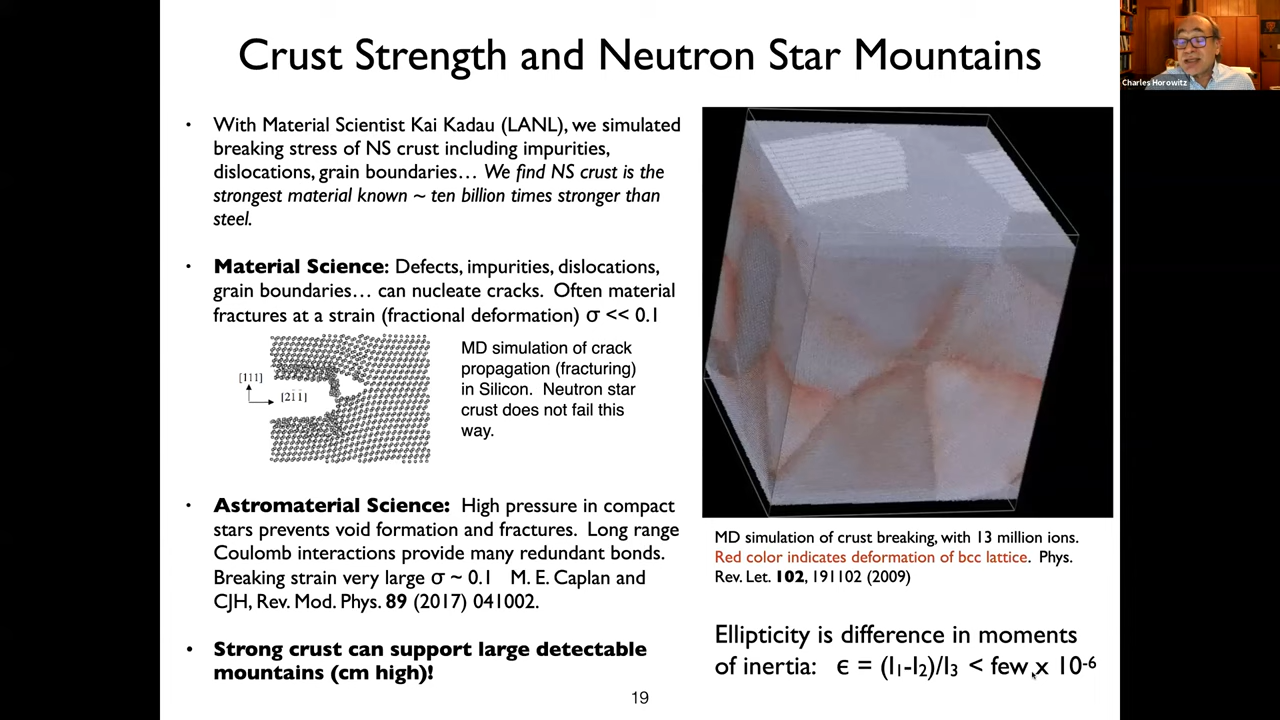 Crust Strength and Neutron Star Mountains
Charles Horowitz
• With Material Scientist Kai Kadau (LANL), we simulated
breaking stress of NS crust including impurities,
dislocations, grain boundaries… We find NS crust is the
strongest material known ~ ten billion times stronger than
steel.
• Material Science: Defects, impurities, dislocations,
grain boundaries… can nucleate cracks. Often material
fractures at a strain (fractional deformation) σ << 0.1
[111]
[21̄1̄]
MD simulation of crack
propagation (fracturing)
in Silicon. Neutron star
crust does not fail this
way.
• Astromaterial Science: High pressure in compact
stars prevents void formation and fractures. Long range
Coulomb interactions provide many redundant bonds.
Breaking strain very large σ ~ 0.1 M. E. Caplan and
CJH, Rev. Mod. Phys. 89 (2017) 041002.
• Strong crust can support large detectable
mountains (cm high)!
MD simulation of crust breaking, with 13 million ions.
Red color indicates deformation of bcc lattice. Phys.
Rev. Let. 102, 191102 (2009)
Ellipticity is difference in moments
of inertia: ϵ = (I₁-I₂)/I₃ < few x 10⁻⁶
19